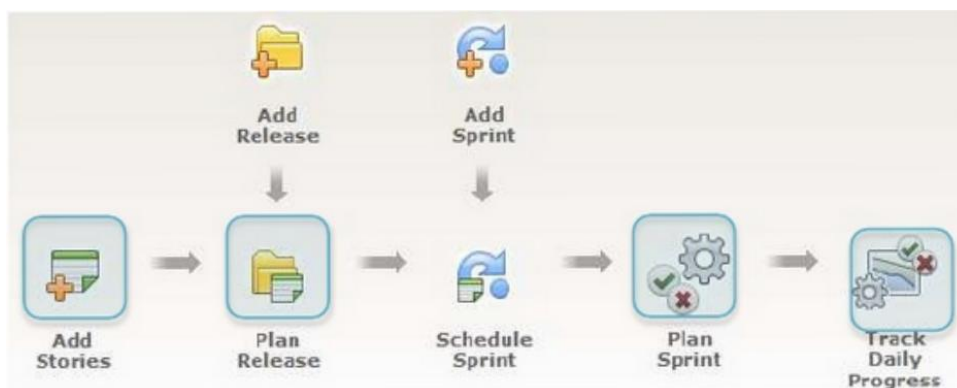 Add
Release
Add
Sprint
Add
Stories
Plan
Release
Schedule
Sprint
Plan
Sprint
Track
Daily
Progress